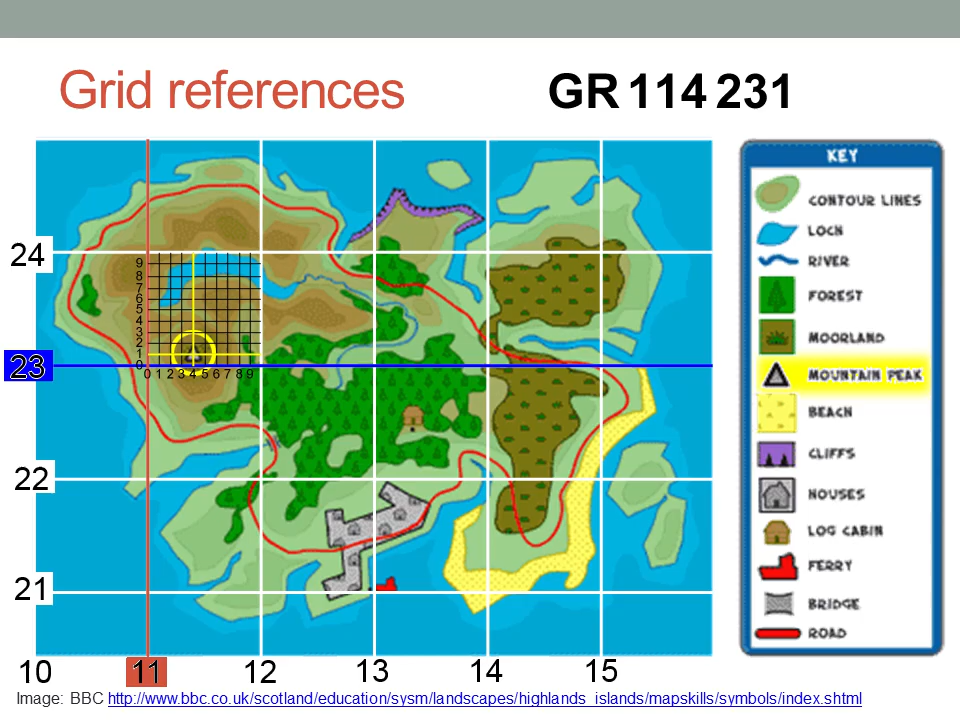 Grid references
GR 114 231
KEY
CONTOUR LINES
LOCH
RIVER
FOREST
MOORLAND
MOUNTAIN PEAK
BEACH
CLIFFS
HOUSES
LOG CABIN
FERRY
BRIDGE
ROAD
24
23
22
21
9
8
7
6
5
4
3
2
1
0
0 1 2 3 4 5 6 7 8 9
10 11 12 13 14 15
Image: BBC http://www.bbc.co.uk/scotland/education/sysm/landscapes/highlands_islands/mapskills/symbols/index.shtml